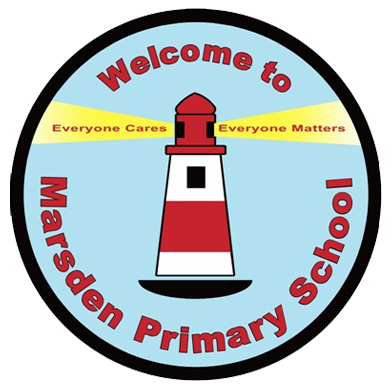 Welcome to
Everyone Cares
Everyone Matters
Marsden Primary School